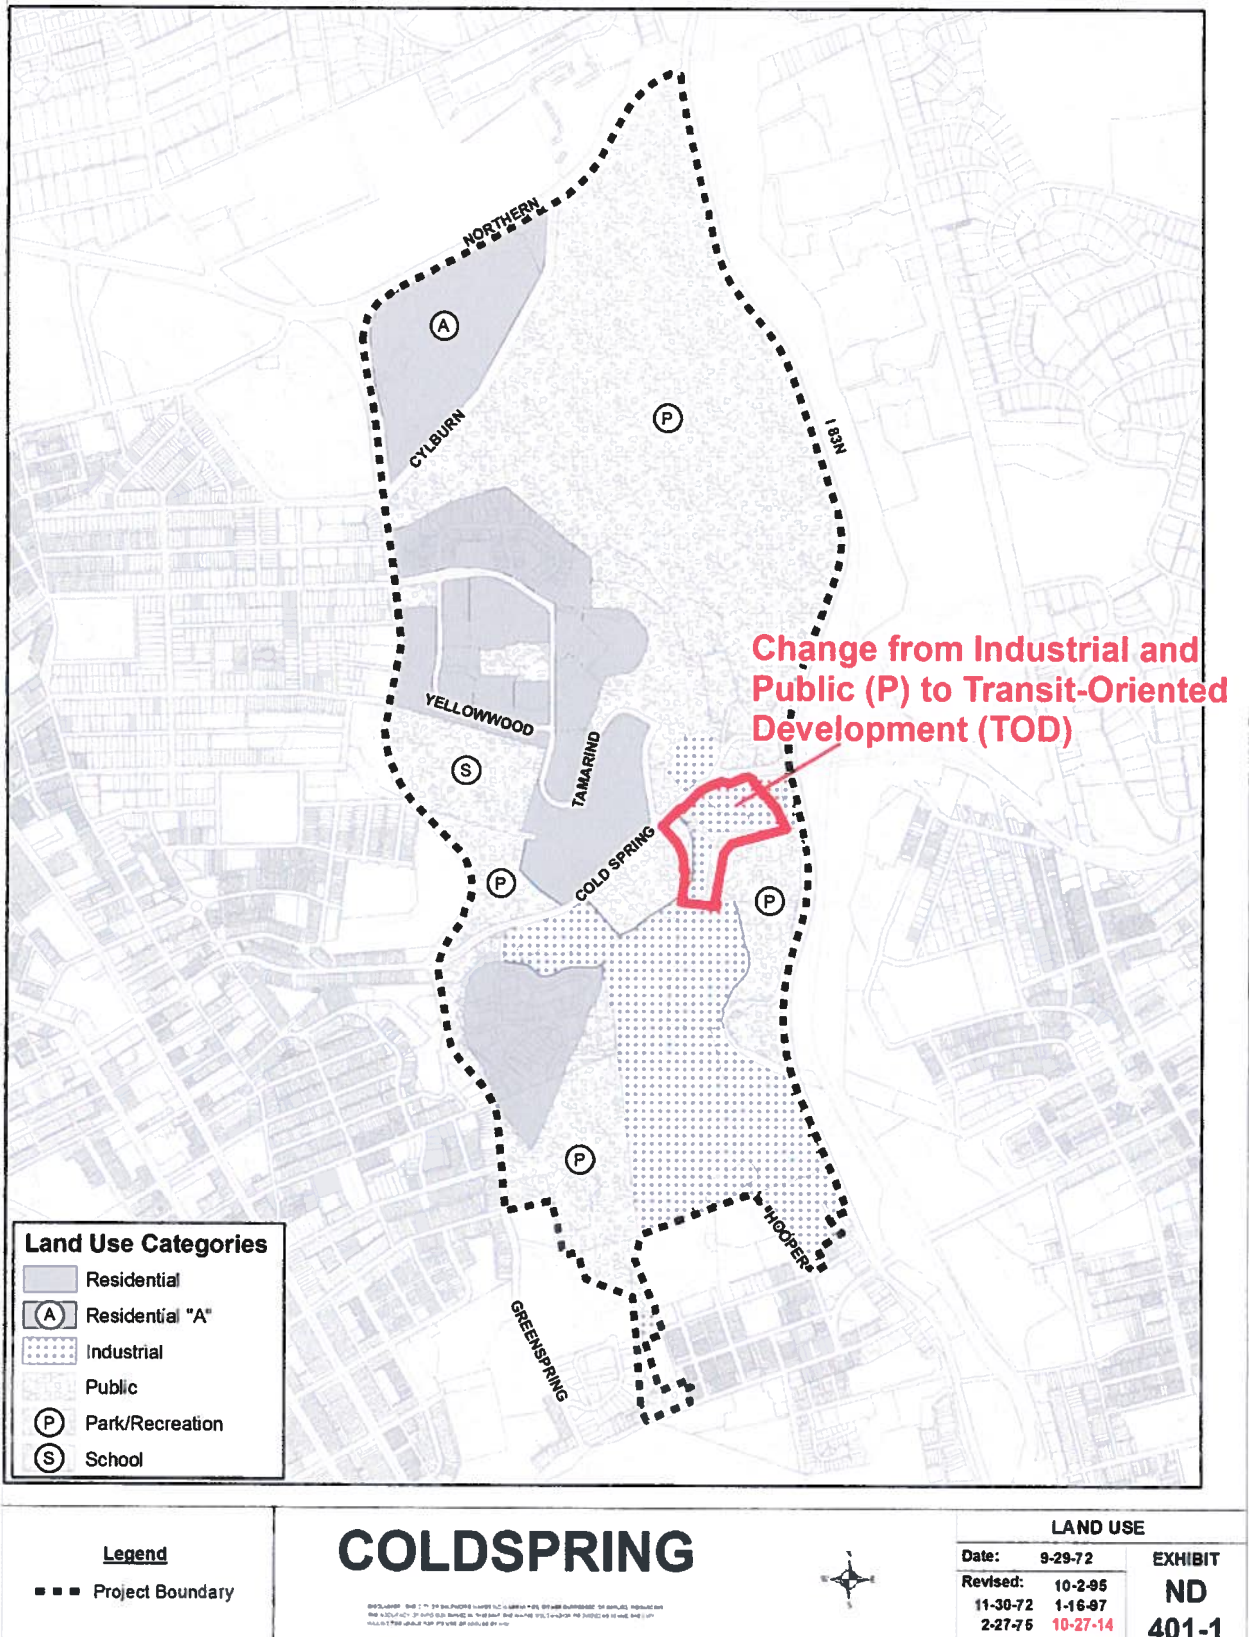 NORTHERN
A
CYLBURN
P
I 83N
Change from Industrial and
Public (P) to Transit-Oriented
Development (TOD)
YELLOWWOOD
S
TAMARIND
COLD SPRING
P
P
P
HOOPER
GREENSPRING
Land Use Categories
Residential
A Residential "A"
Industrial
Public
P Park/Recreation
S School
Legend
Project Boundary
COLDSPRING
LAND USE
Date: 9-29-72
Revised: 10-2-95
11-30-72 1-16-97
2-27-75 10-27-14
EXHIBIT
ND
401-1